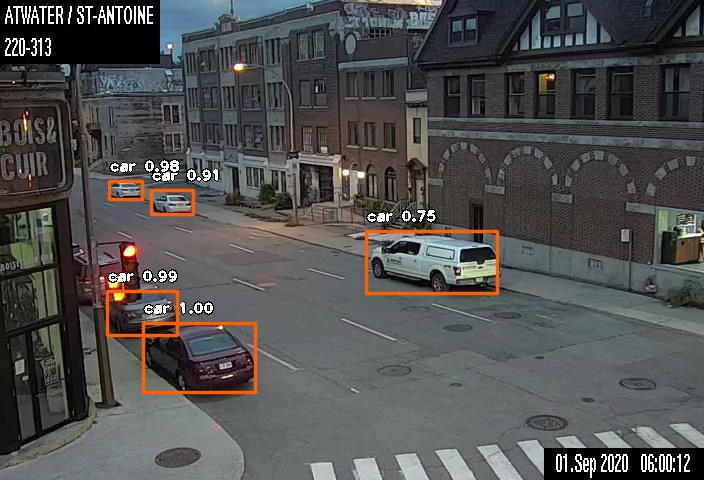 ATWATER / ST-ANTOINE
220-313
BOIS&
CUIR
car 0.98
car 0.91
car 0.75
car 0.99
car 1.00
01.Sep 2020 06:00:12